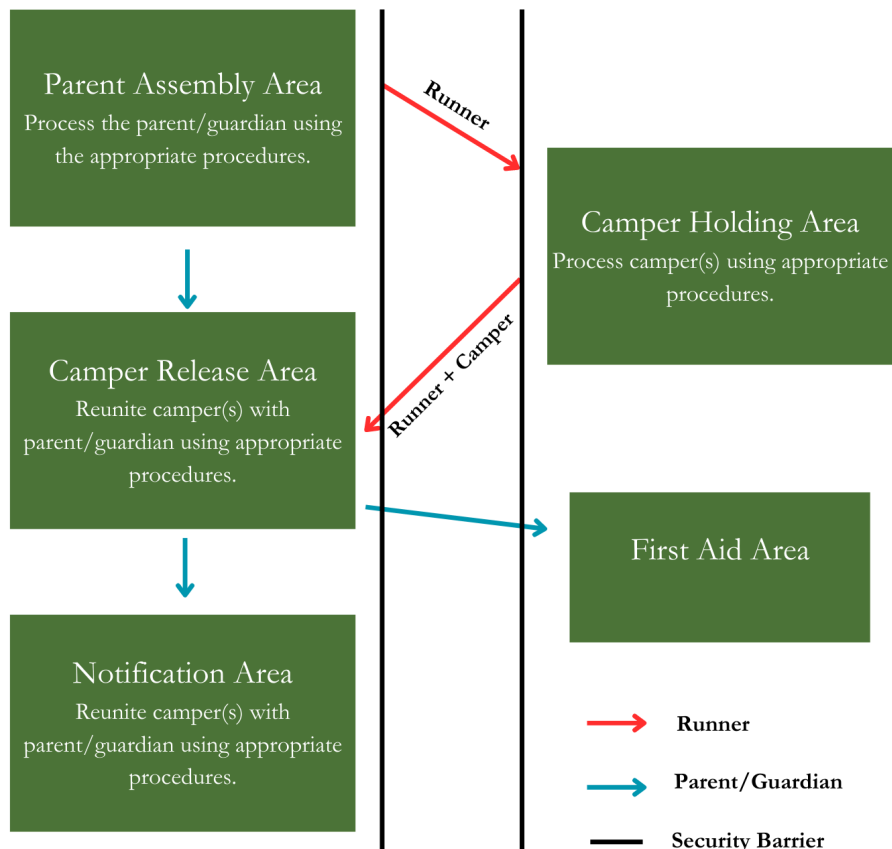 Parent Assembly Area
Process the parent/guardian using
the appropriate procedures.
Runner
Camper Holding Area
Process camper(s) using appropriate
procedures.
Runner + Camper
Camper Release Area
Reunite camper(s) with
parent/guardian using appropriate
procedures.
First Aid Area
Notification Area
Reunite camper(s) with
parent/guardian using appropriate
procedures.
Runner
Parent/Guardian
Security Barrier